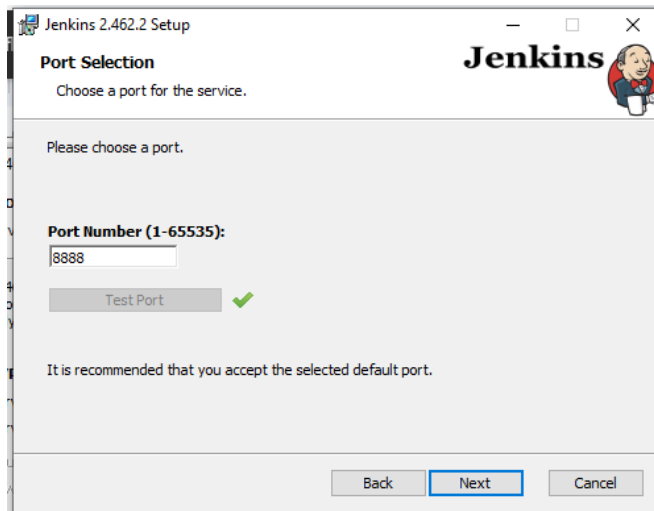 Jenkins 2.462.2 Setup
Port Selection
Jenkins
Choose a port for the service.
Please choose a port.
Port Number (1-65535):
8888
Test Port
It is recommended that you accept the selected default port.
Back
Next
Cancel